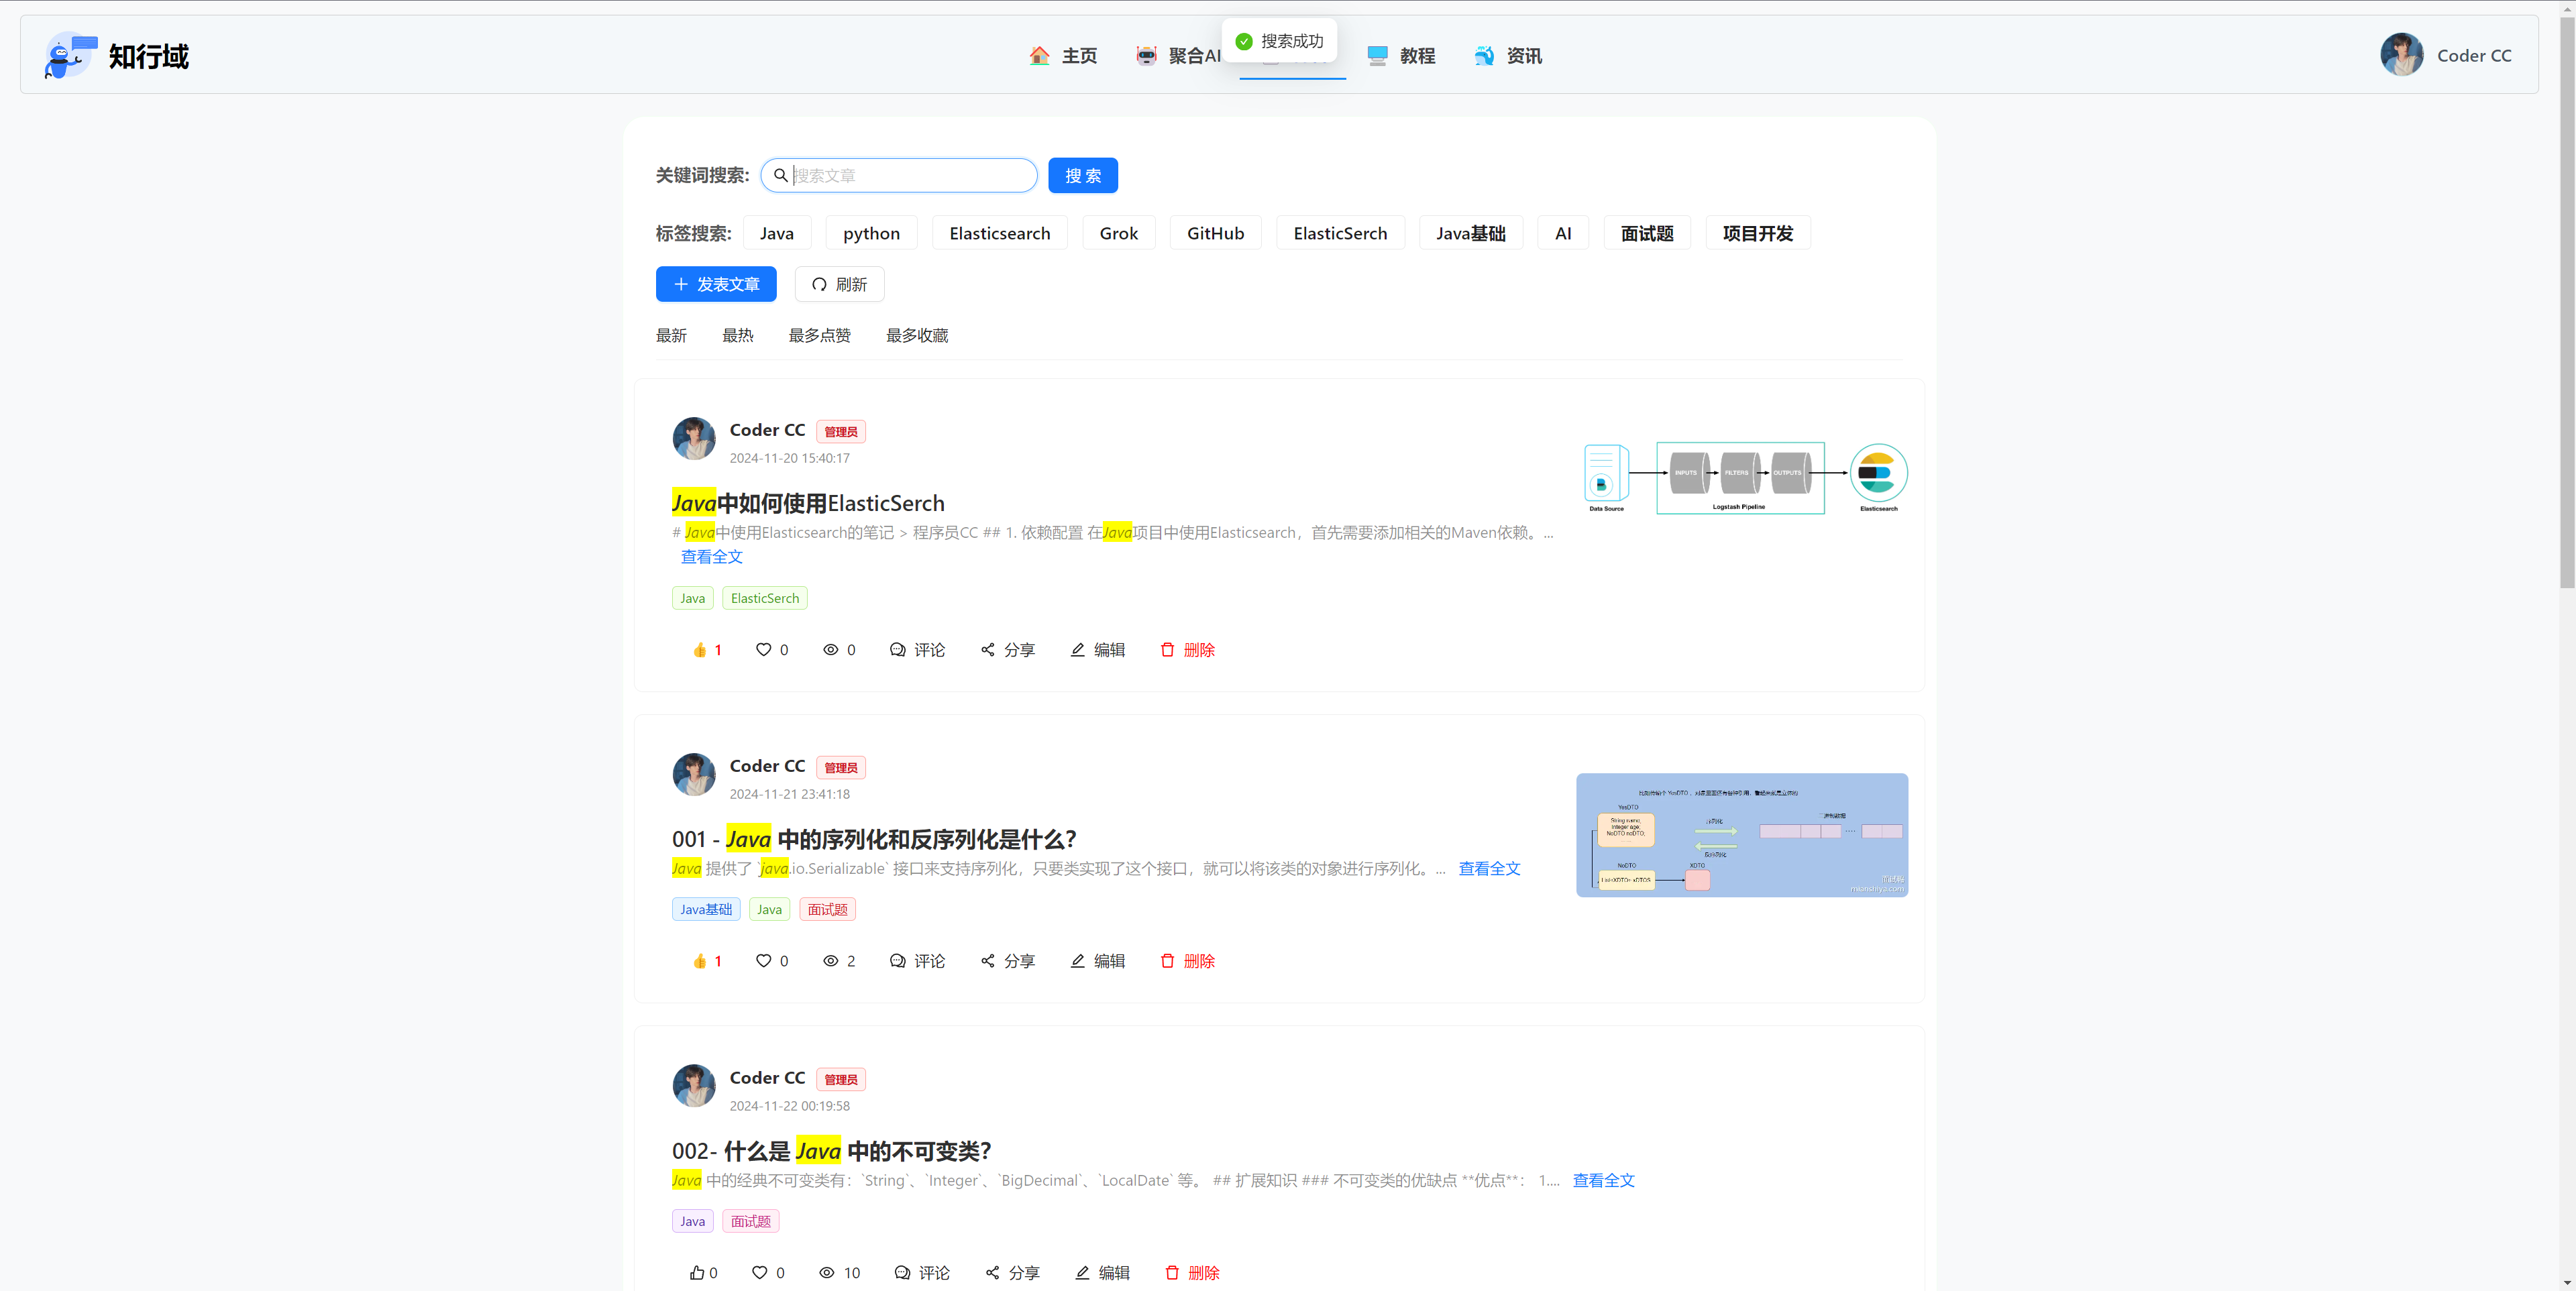 知行域
主页
聚合AI
搜索成功
教程
资讯
Coder CC
关键词搜索:
搜索文章
搜 索
标签搜索:
Java
python
Elasticsearch
Grok
GitHub
ElasticSerch
Java基础
AI
面试题
项目开发
发表文章
刷新
最新
最热
最多点赞
最多收藏
Coder CC 管理员
2024-11-20 15:40:17
Java中如何使用ElasticSerch
# Java中使用Elasticsearch的笔记 > 程序员CC ## 1. 依赖配置 在Java项目中使用Elasticsearch，首先需要添加相关的Maven依赖。...
查看全文
Java ElasticSerch
1 0 0 评论 分享 编辑 删除
INPUTS FILTERS OUTPUTS
Data Source Logstash Pipeline Elasticsearch
Coder CC 管理员
2024-11-21 23:41:18
001 - Java 中的序列化和反序列化是什么？
Java 提供了 `java.io.Serializable` 接口来支持序列化，只要类实现了这个接口，就可以将该类的对象进行序列化。... 查看全文
Java基础 Java 面试题
1 0 2 评论 分享 编辑 删除
YesDTO
String name;
Integer age;
NoDTO noDTO;
序列化
反序列化
NoDTO
XDTO
Coder CC 管理员
2024-11-22 00:19:58
002- 什么是 Java 中的不可变类？
Java 中的经典不可变类有：`String`、`Integer`、`BigDecimal`、`LocalDate` 等。 ## 扩展知识 ### 不可变类的优缺点 **优点**： 1.... 查看全文
Java 面试题
0 0 10 评论 分享 编辑 删除